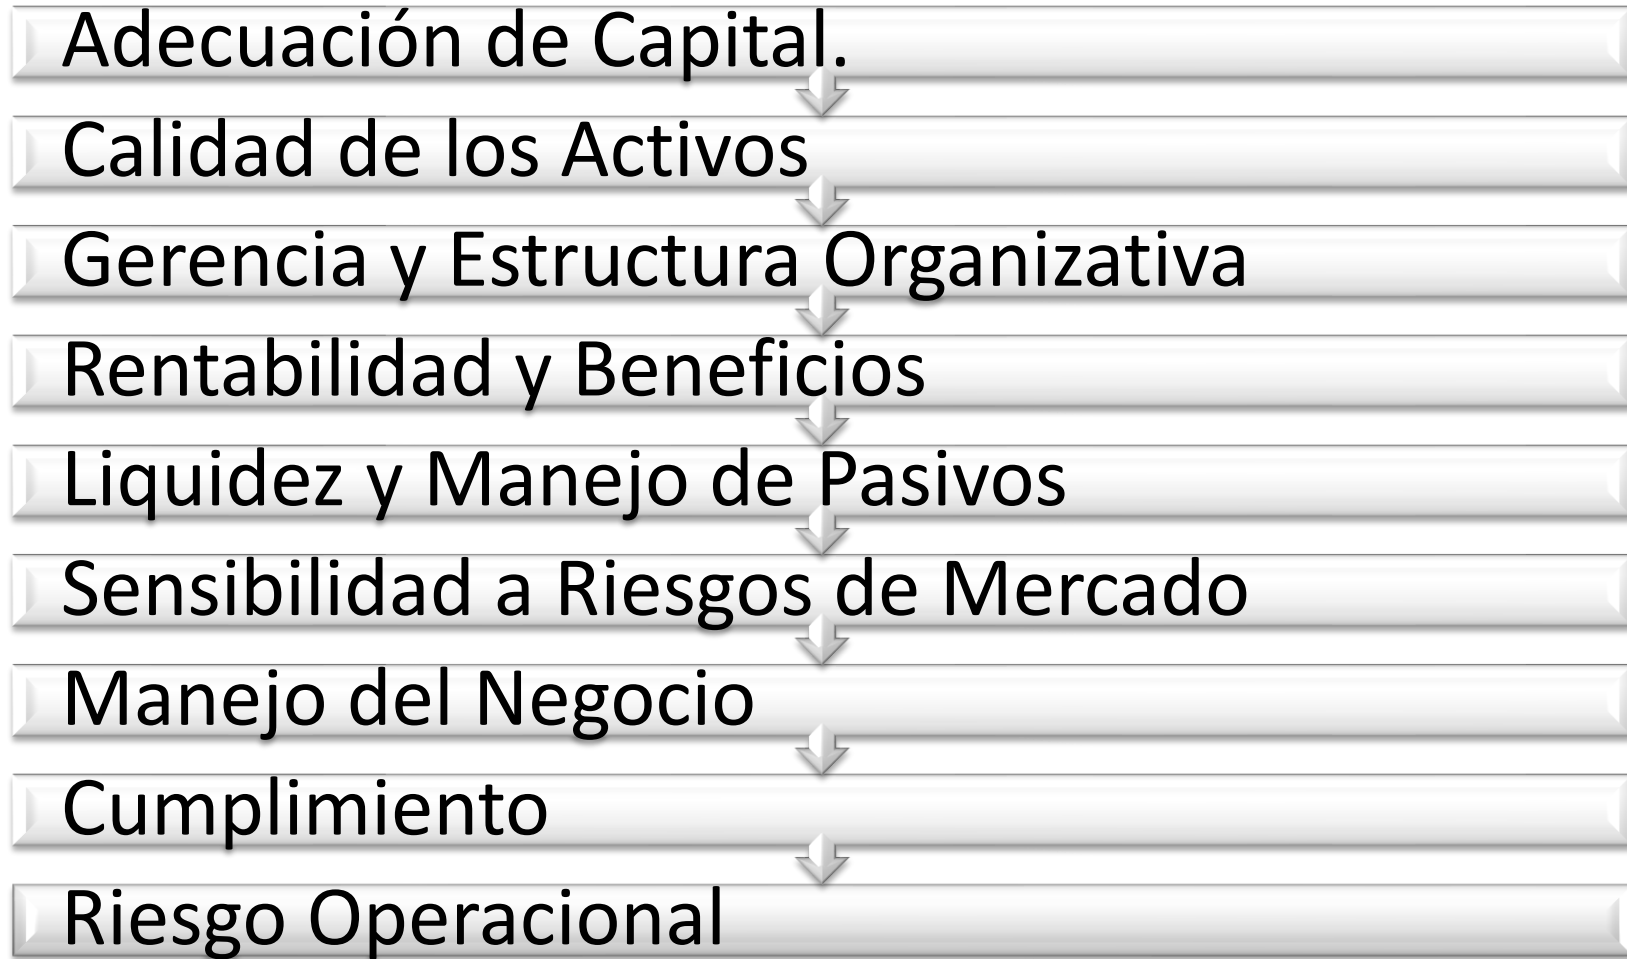 Adecuación de Capital.
Calidad de los Activos
Gerencia y Estructura Organizativa
Rentabilidad y Beneficios
Liquidez y Manejo de Pasivos
Sensibilidad a Riesgos de Mercado
Manejo del Negocio
Cumplimiento
Riesgo Operacional